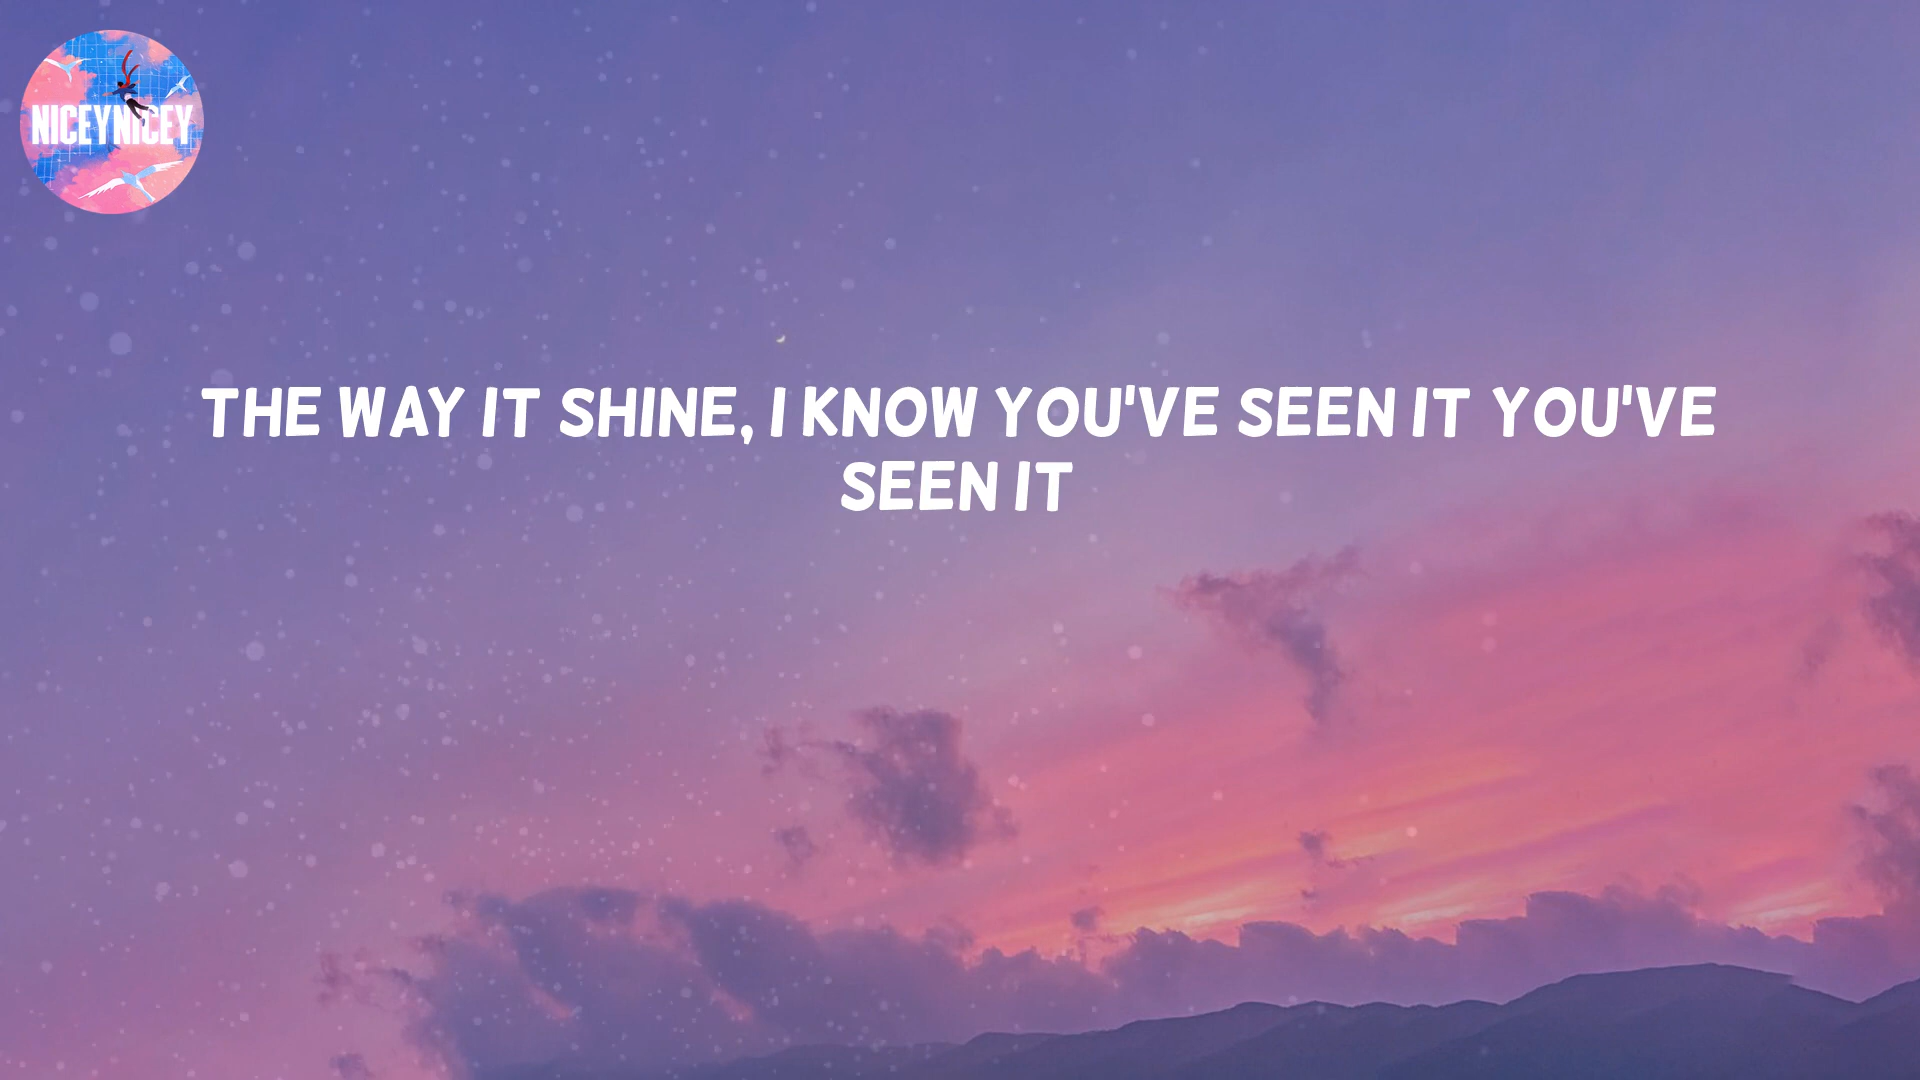 NICEYNICEY
THE WAY IT SHINE, I KNOW YOU'VE SEEN IT YOU'VE
SEEN IT